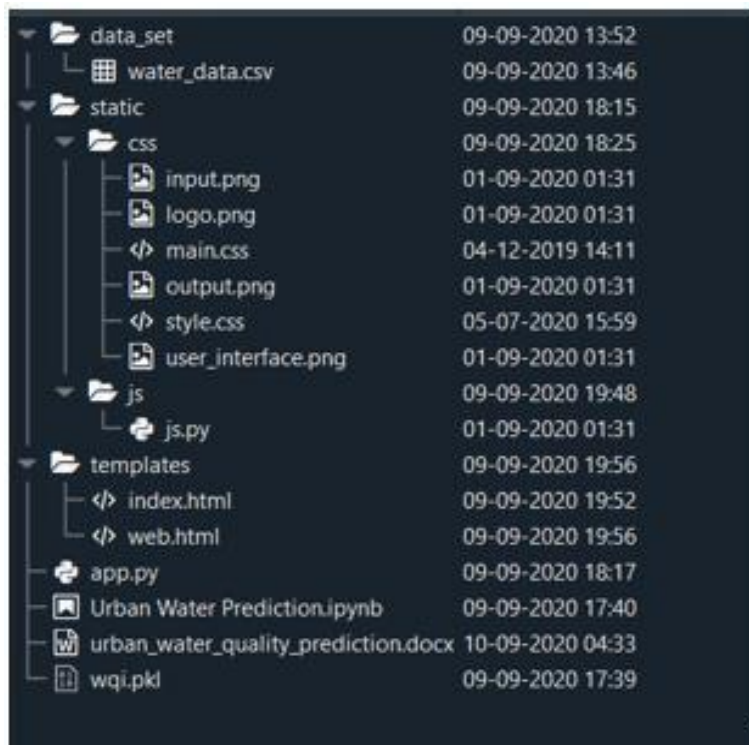 data_set 09-09-2020 13:52
water_data.csv 09-09-2020 13:46
static 09-09-2020 18:15
css 09-09-2020 18:25
input.png 01-09-2020 01:31
logo.png 01-09-2020 01:31
main.css 04-12-2019 14:11
output.png 01-09-2020 01:31
style.css 05-07-2020 15:59
user_interface.png 01-09-2020 01:31
js 09-09-2020 19:48
js.py 01-09-2020 01:31
templates 09-09-2020 19:56
index.html 09-09-2020 19:52
web.html 09-09-2020 19:56
app.py 09-09-2020 18:17
Urban Water Prediction.ipynb 09-09-2020 17:40
urban_water_quality_prediction.docx 10-09-2020 04:33
wqi.pkl 09-09-2020 17:39